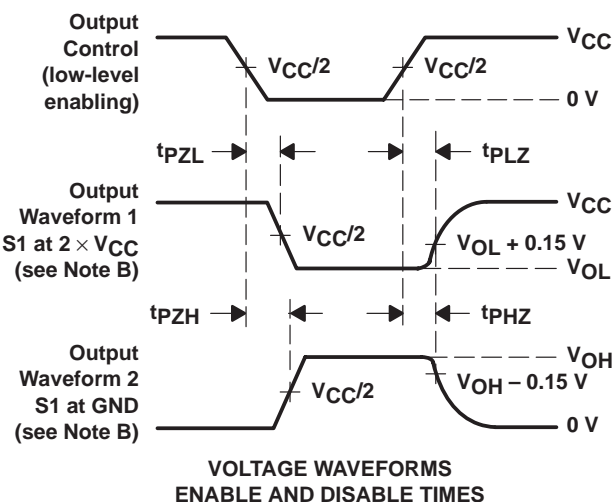 Output
Control
(low-level
enabling)
VCC
VCC/2
VCC/2
0 V
tPZL
tPLZ
Output
Waveform 1
S1 at 2 × VCC
(see Note B)
VCC
VCC/2
VOL + 0.15 V
VOL
tPZH
tPHZ
Output
Waveform 2
S1 at GND
(see Note B)
VOH
VCC/2
VOH − 0.15 V
0 V
VOLTAGE WAVEFORMS
ENABLE AND DISABLE TIMES